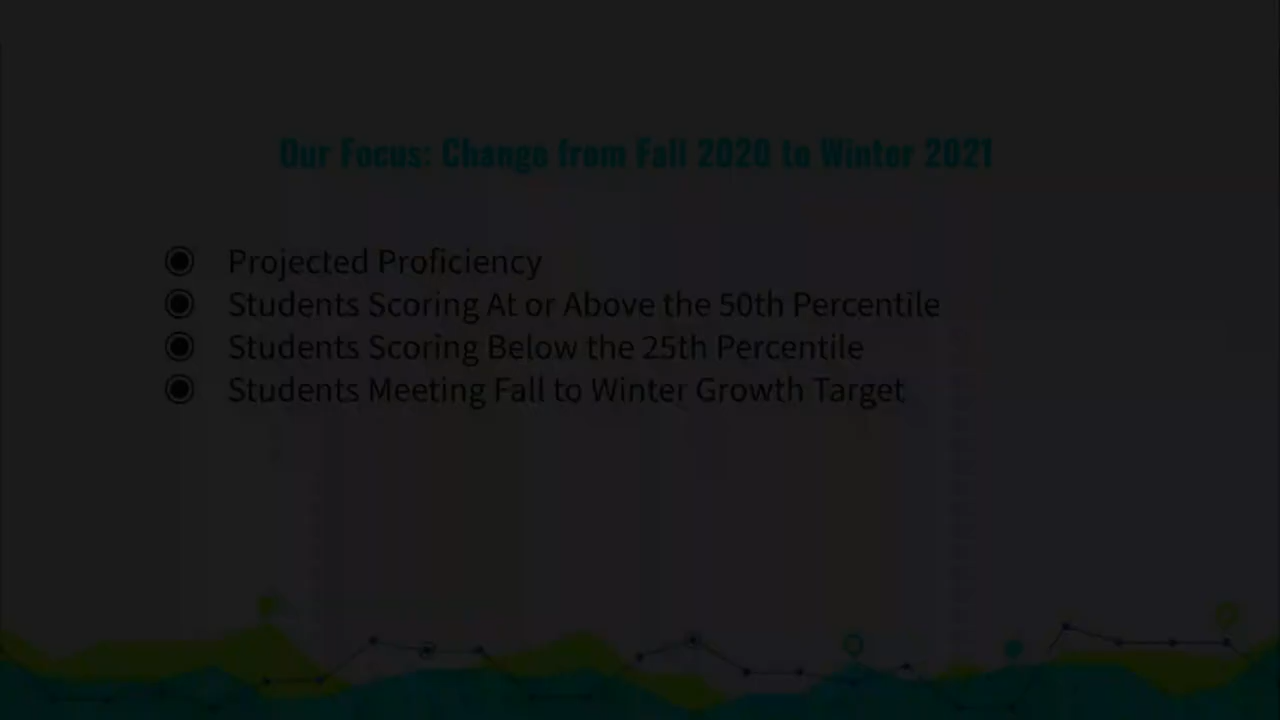 Our Focus: Change from Fall 2020 to Winter 2021
Projected Proficiency
Students Scoring At or Above the 50th Percentile
Students Scoring Below the 25th Percentile
Students Meeting Fall to Winter Growth Target